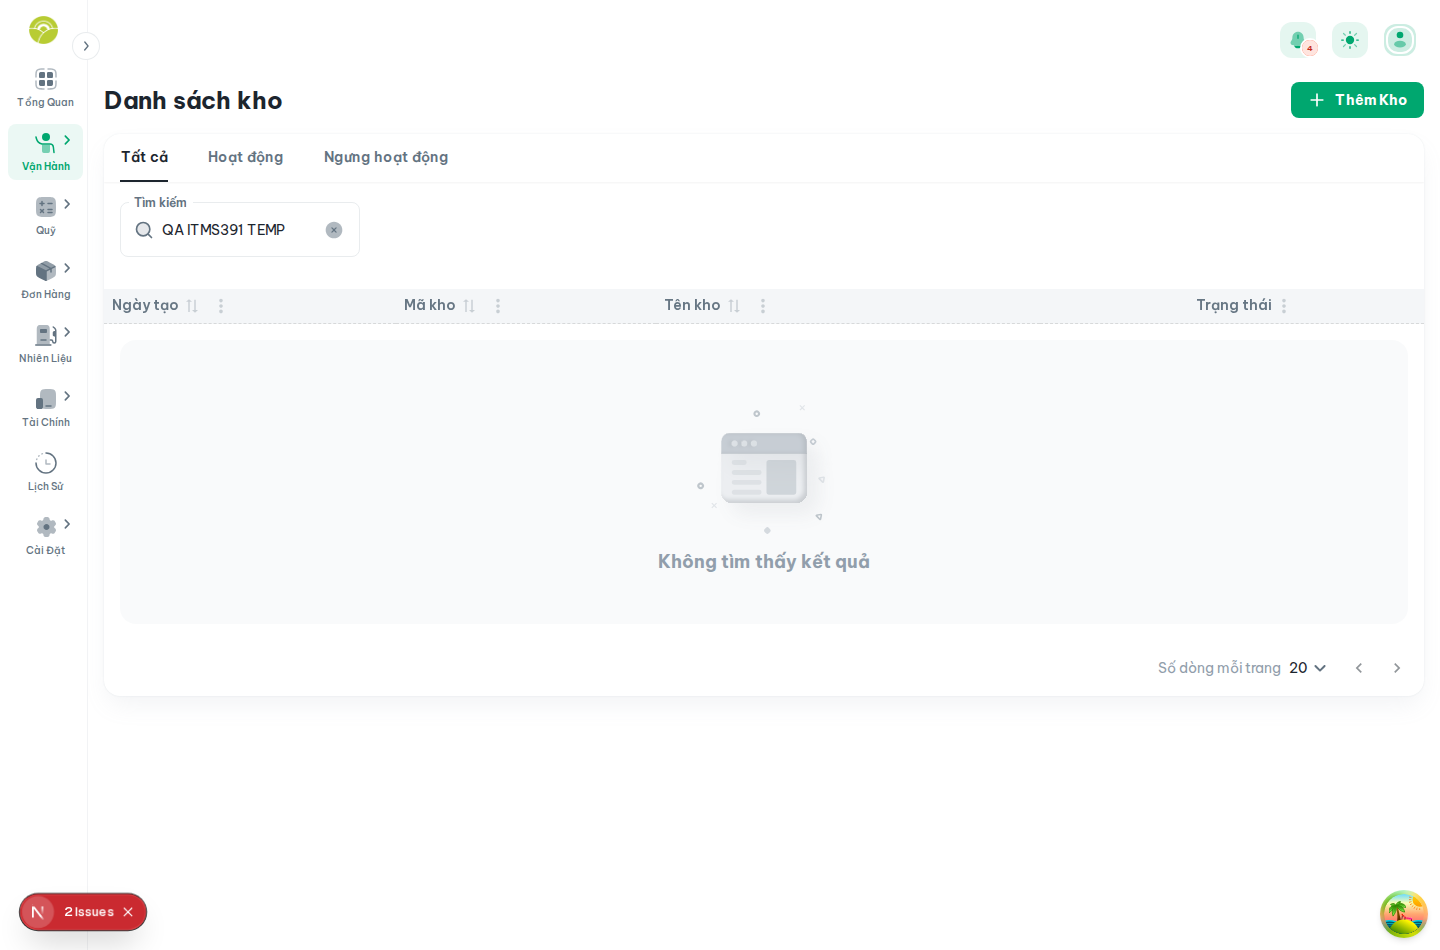 4
Tổng Quan
Vận Hành
Quỹ
Đơn Hàng
Nhiên Liệu
Tài Chính
Lịch Sử
Cài Đặt
Danh sách kho
Thêm Kho
Tất cả
Hoạt động
Ngưng hoạt động
Tìm kiếm
QA ITMS391 TEMP
Ngày tạo
Mã kho
Tên kho
Trạng thái
Không tìm thấy kết quả
Số dòng mỗi trang 20
2 Issues